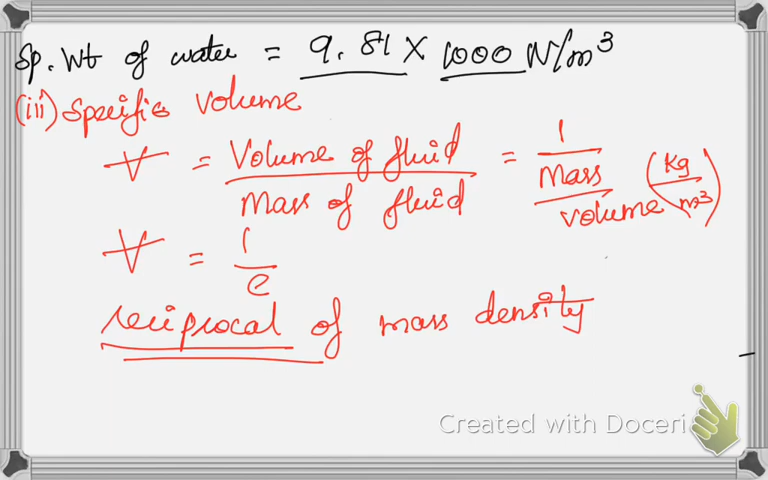 Sp. Wt of water = 9.81 X 1000 N/m³
(iii) Specific volume
V = Volume of fluid / Mass of fluid = 1 / (Mass / volume) (Kg / m³)
V = 1 / ρ
reciprocal of mass density
Created with Doceri